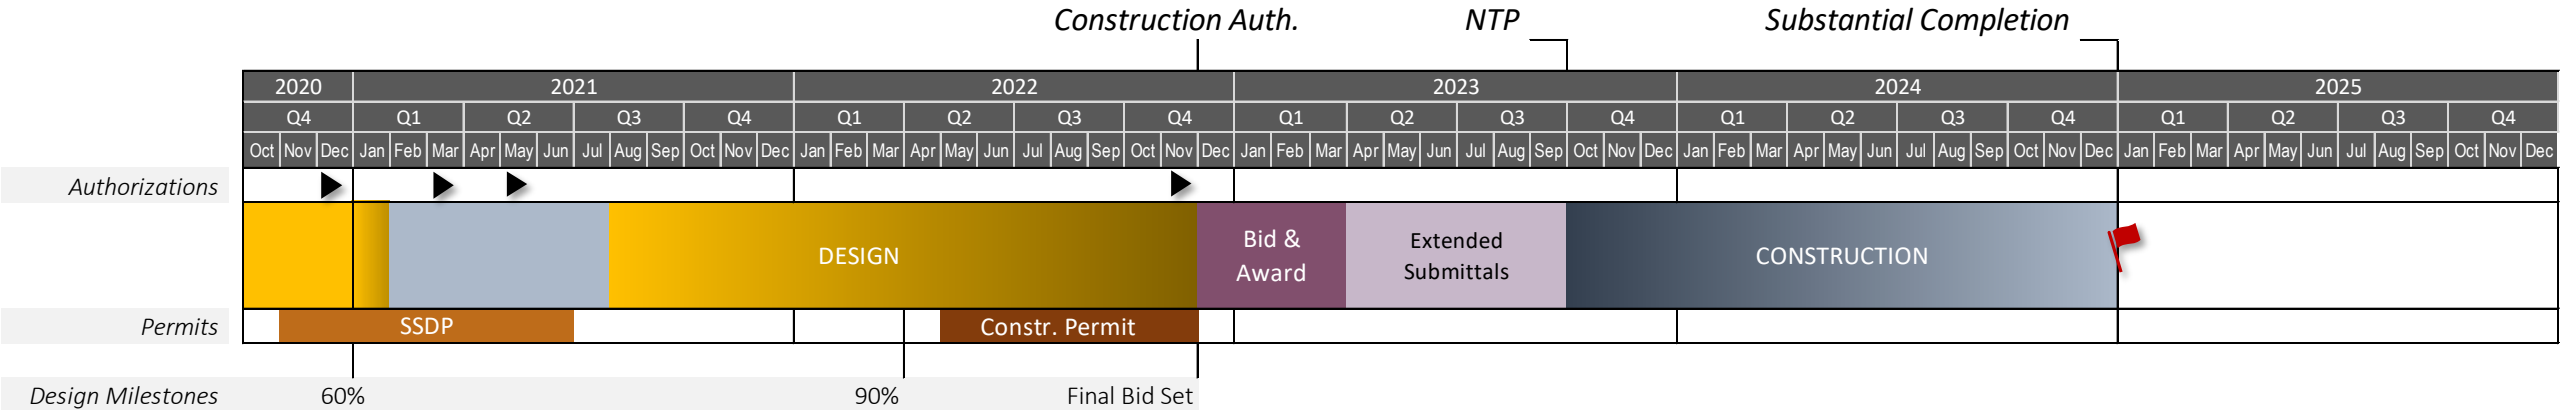 Construction Auth. NTP Substantial Completion
2020 2021 2022 2023 2024 2025
Q4 Q1 Q2 Q3 Q4 Q1 Q2 Q3 Q4 Q1 Q2 Q3 Q4 Q1 Q2 Q3 Q4 Q1 Q2 Q3 Q4
Oct Nov Dec Jan Feb Mar Apr May Jun Jul Aug Sep Oct Nov Dec Jan Feb Mar Apr May Jun Jul Aug Sep Oct Nov Dec Jan Feb Mar Apr May Jun Jul Aug Sep Oct Nov Dec Jan Feb Mar Apr May Jun Jul Aug Sep Oct Nov Dec Jan Feb Mar Apr May Jun Jul Aug Sep Oct Nov Dec
Authorizations
DESIGN
Bid &
Award
Extended
Submittals
CONSTRUCTION
Permits SSDP Constr. Permit
Design Milestones 60% 90% Final Bid Set